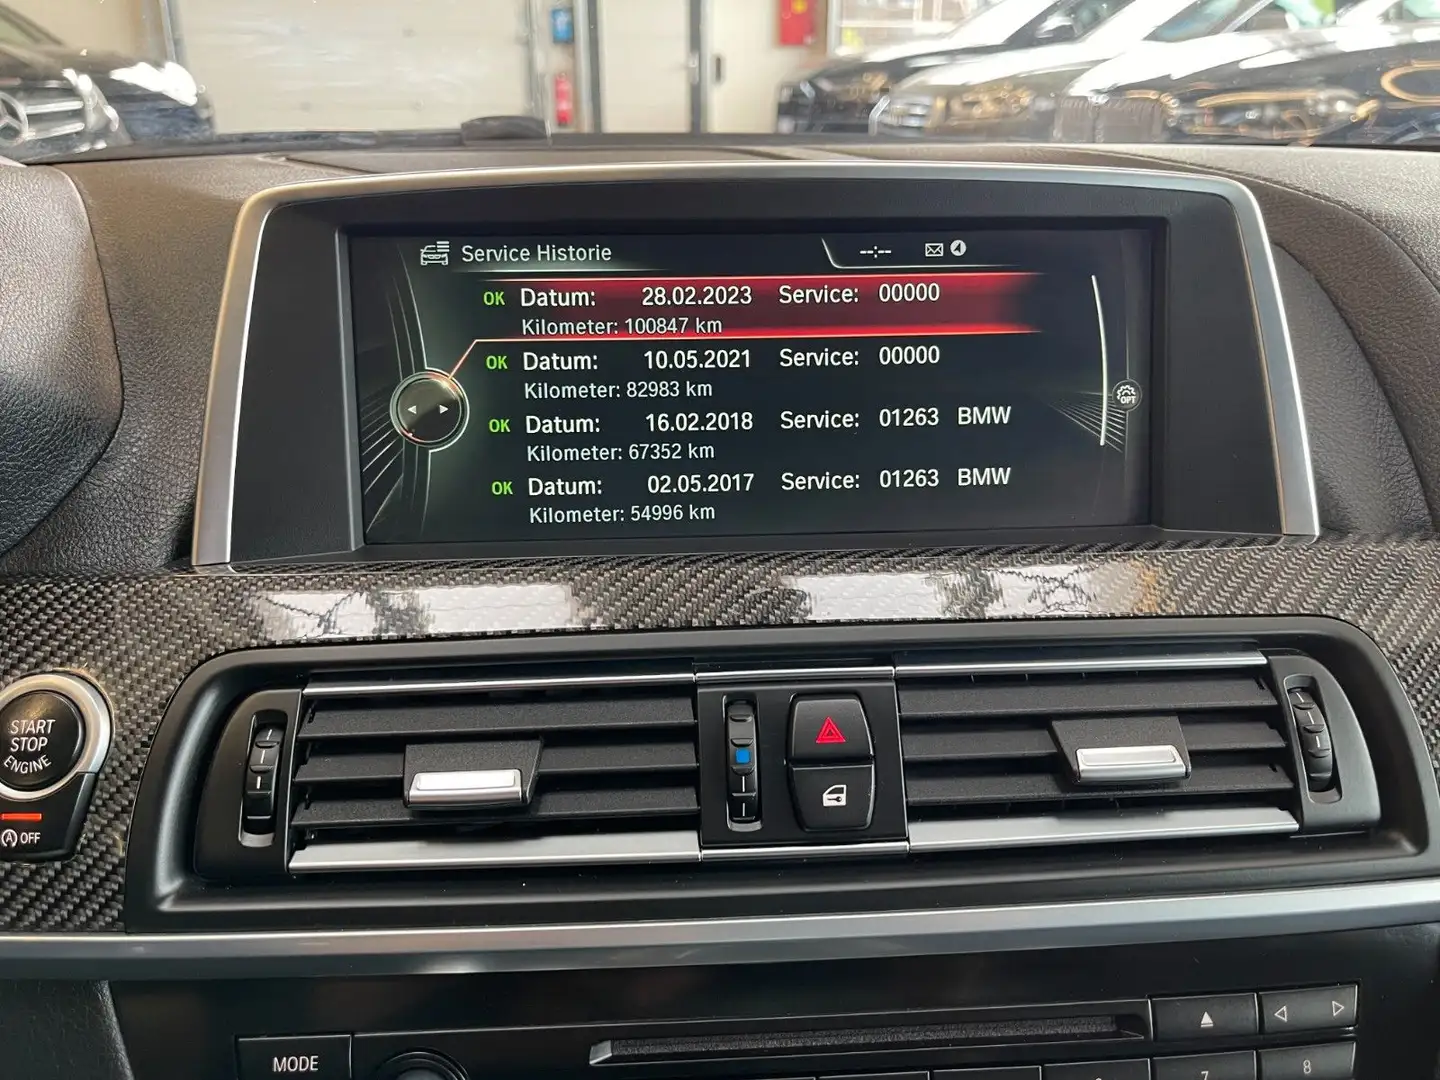 Service Historie --:--
OK Datum: 28.02.2023 Service: 00000
Kilometer: 100847 km
OK Datum: 10.05.2021 Service: 00000
Kilometer: 82983 km
OK Datum: 16.02.2018 Service: 01263 BMW
Kilometer: 67352 km
OK Datum: 02.05.2017 Service: 01263 BMW
Kilometer: 54996 km
OPT
START
STOP
ENGINE
A OFF
MODE
7 8